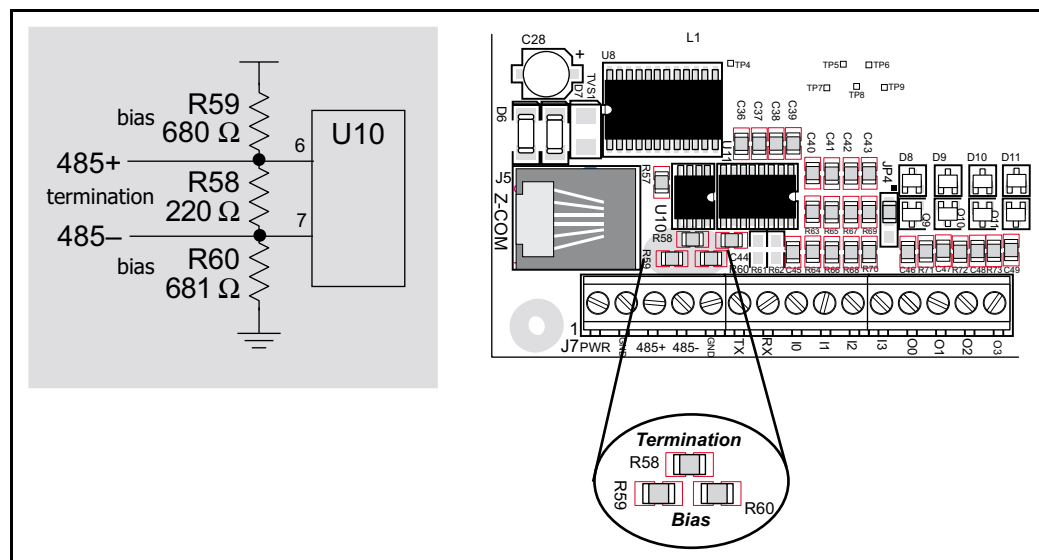 bias
R59
680 Ω
6
485+
U10
termination
R58
220 Ω
7
485–
bias
R60
681 Ω
L1
C28
+
U8
TP4
TP5
TP6
TP7
TP8
TP9
D7
TVS1
D6
C36
C37
C38
C39
U11
C40
C41
C42
C43
JP4
D8
D9
D10
D11
J5
Z-COM
R57
U10
Q9
Q10
Q11
R63
R65
R67
R69
R58
R59
C44
R60
R61
R62
C45
R64
R66
R68
R70
C46
R71
C47
R72
C48
R73
C49
1
J7
PWR
GND
485+
485-
GND
TX
RX
I0
I1
I2
I3
O0
O1
O2
O3
Termination
R58
R59
R60
Bias